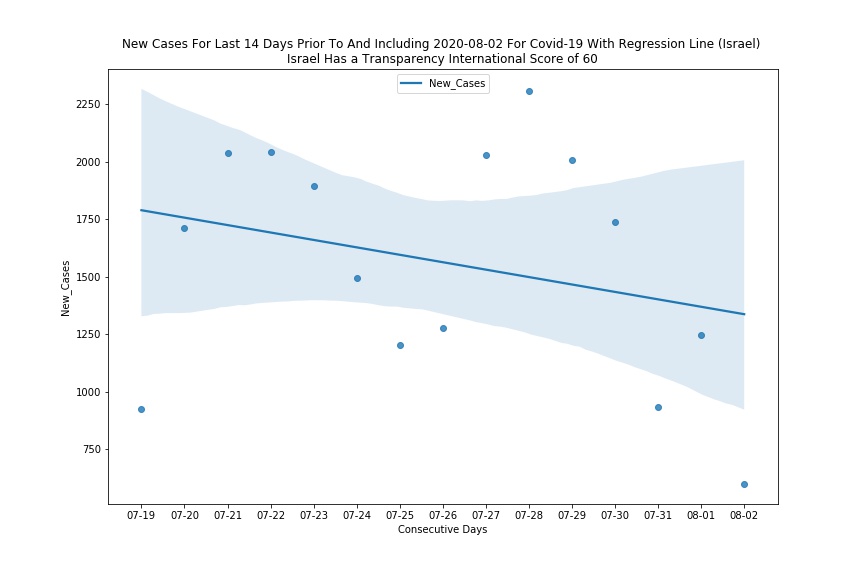 New Cases For Last 14 Days Prior To And Including 2020-08-02 For Covid-19 With Regression Line (Israel)
Israel Has a Transparency International Score of 60
New_Cases
2250
2000
1750
1500
1250
1000
750
New_Cases
07-19 07-20 07-21 07-22 07-23 07-24 07-25 07-26 07-27 07-28 07-29 07-30 07-31 08-01 08-02
Consecutive Days